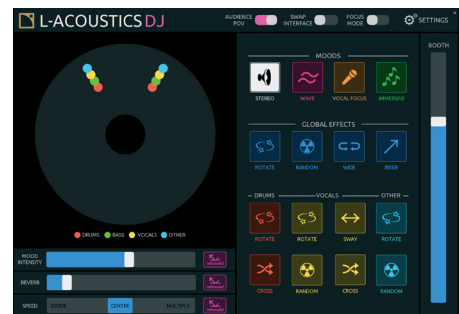 L-ACOUSTICS DJ
AUDIENCE POV
SWAP INTERFACE
FOCUS MODE
SETTINGS
MOODS
STEREO WAVE VOCAL FOCUS IMMERSIVE
GLOBAL EFFECTS
ROTATE RANDOM WIDE RISER
DRUMS VOCALS OTHER
ROTATE ROTATE SWAY ROTATE
CROSS RANDOM CROSS RANDOM
BOOTH
DRUMS BASS VOCALS OTHER
MOOD
INTENSITY
REVERB
SPEED DIVIDE CENTRE MULTIPLY